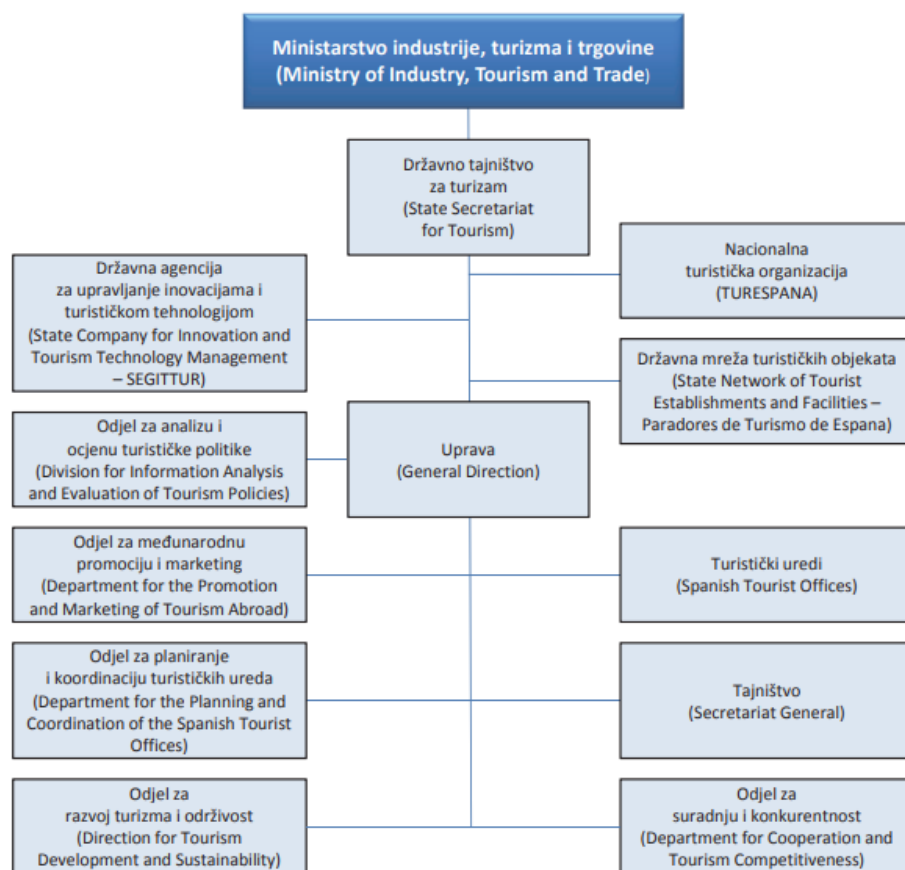 Ministarstvo industrije, turizma i trgovine
(Ministry of Industry, Tourism and Trade)
Državno tajništvo
za turizam
(State Secretariat
for Tourism)
Državna agencija
za upravljanje inovacijama i
turističkom tehnologijom
(State Company for Innovation and
Tourism Technology Management
– SEGITTUR)
Nacionalna
turistička organizacija
(TURESPANA)
Državna mreža turističkih objekata
(State Network of Tourist
Establishments and Facilities –
Paradores de Turismo de Espana)
Odjel za analizu i
ocjenu turističke politike
(Division for Information Analysis
and Evaluation of Tourism Policies)
Uprava
(General Direction)
Odjel za međunarodnu
promociju i marketing
(Department for the Promotion
and Marketing of Tourism Abroad)
Turistički uredi
(Spanish Tourist Offices)
Odjel za planiranje
i koordinaciju turističkih ureda
(Department for the Planning and
Coordination of the Spanish Tourist
Offices)
Tajništvo
(Secretariat General)
Odjel za
razvoj turizma i održivost
(Direction for Tourism
Development and Sustainability)
Odjel za
suradnju i konkurentnost
(Department for Cooperation and
Tourism Competitiveness)